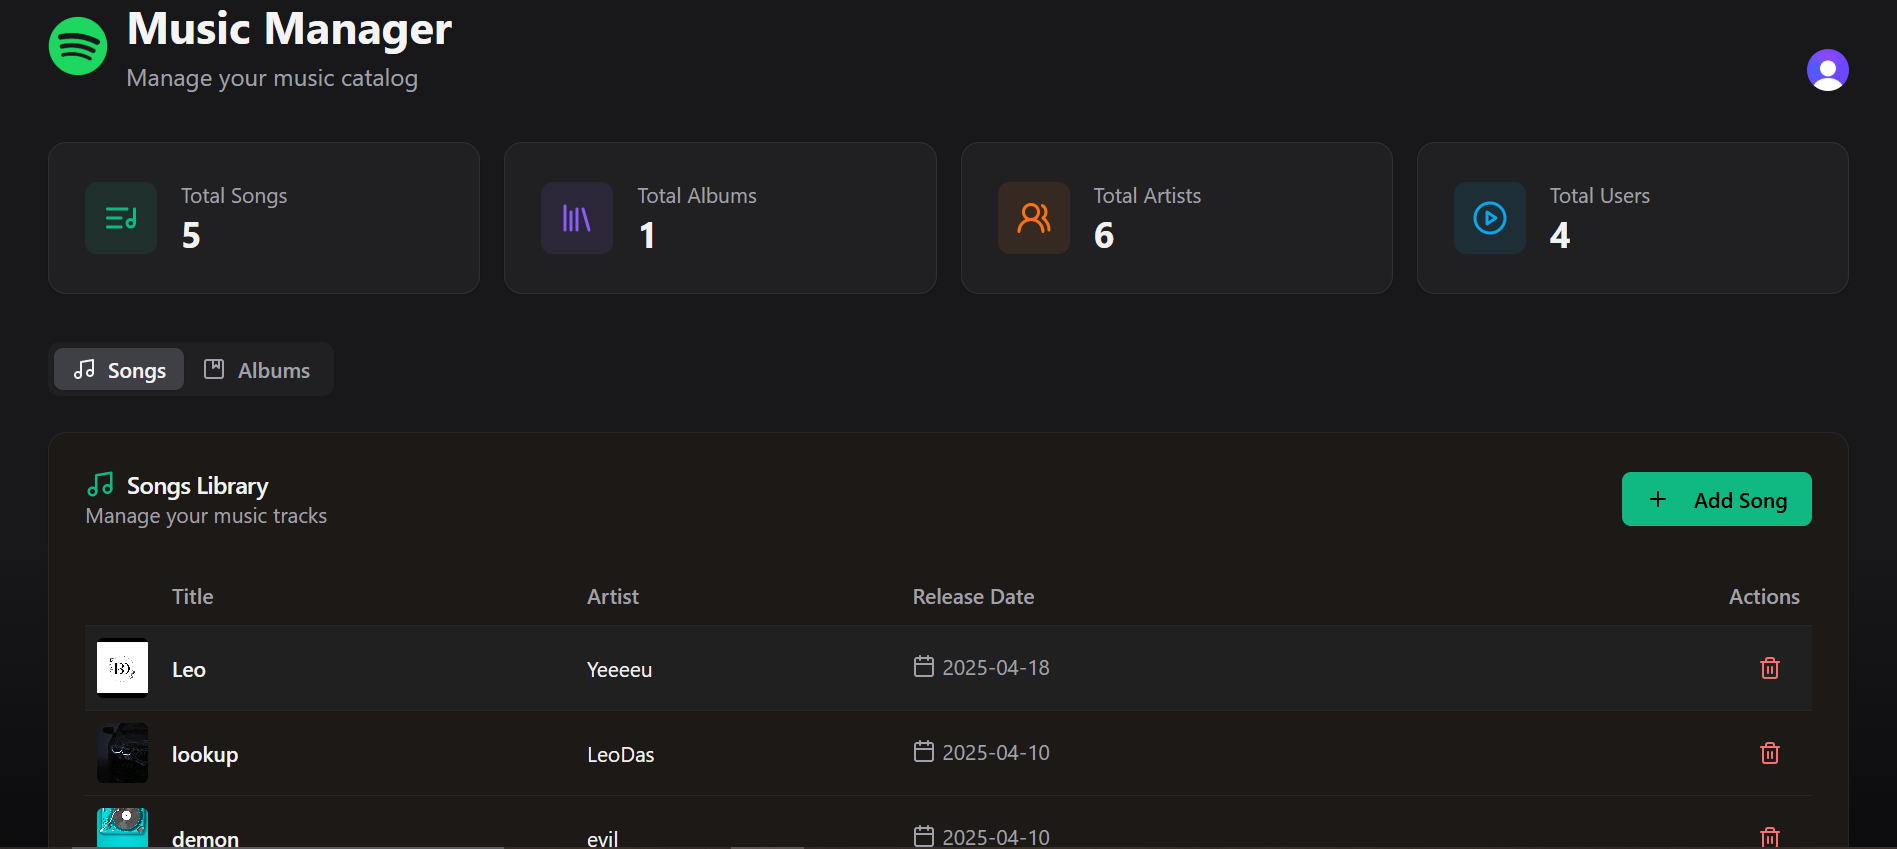 Music Manager
Manage your music catalog
Total Songs
5
Total Albums
1
Total Artists
6
Total Users
4
Songs Albums
Songs Library
Manage your music tracks
+ Add Song
Title Artist Release Date Actions
Leo Yeeeeu 2025-04-18
lookup LeoDas 2025-04-10
demon evil 2025-04-10